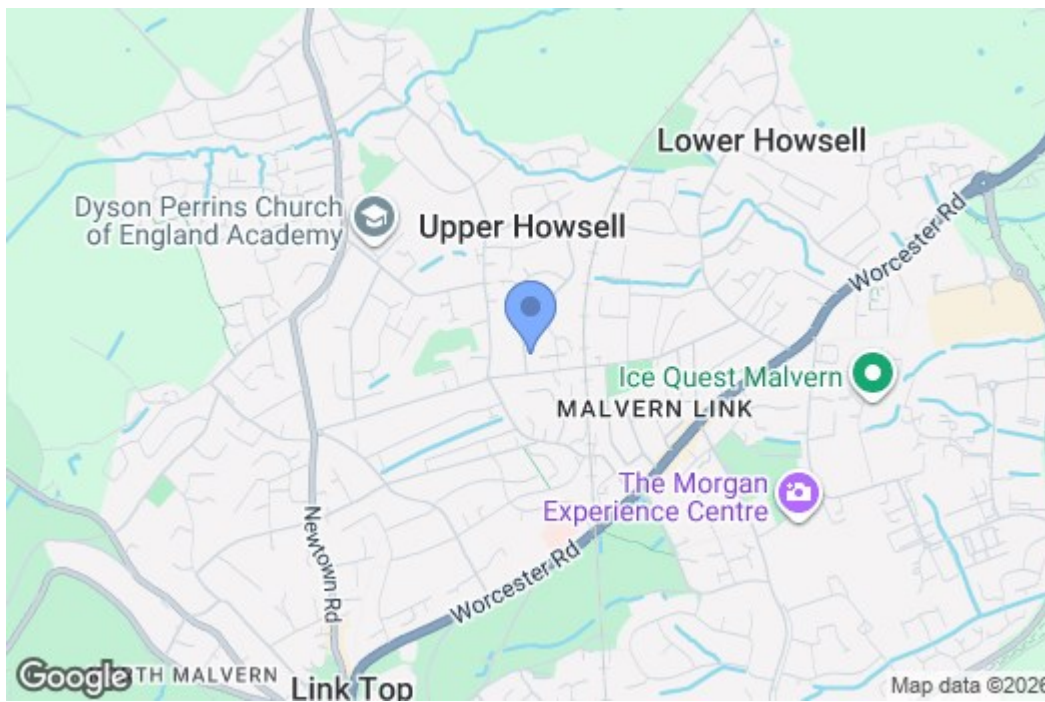 Lower Howsell
Dyson Perrins Church
of England Academy
Upper Howsell
Worcester Rd
Ice Quest Malvern
MALVERN LINK
The Morgan
Experience Centre
Newtown Rd
Worcester Rd
Google
TH MALVERN
Link Top
Map data ©2026